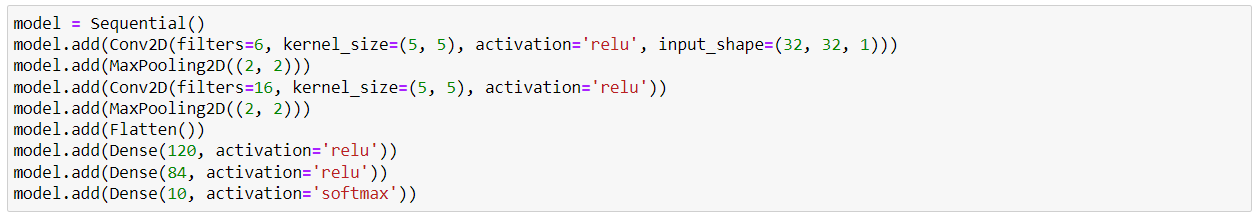 model = Sequential()
model.add(Conv2D(filters=6, kernel_size=(5, 5), activation='relu', input_shape=(32, 32, 1)))
model.add(MaxPooling2D((2, 2)))
model.add(Conv2D(filters=16, kernel_size=(5, 5), activation='relu'))
model.add(MaxPooling2D((2, 2)))
model.add(Flatten())
model.add(Dense(120, activation='relu'))
model.add(Dense(84, activation='relu'))
model.add(Dense(10, activation='softmax'))